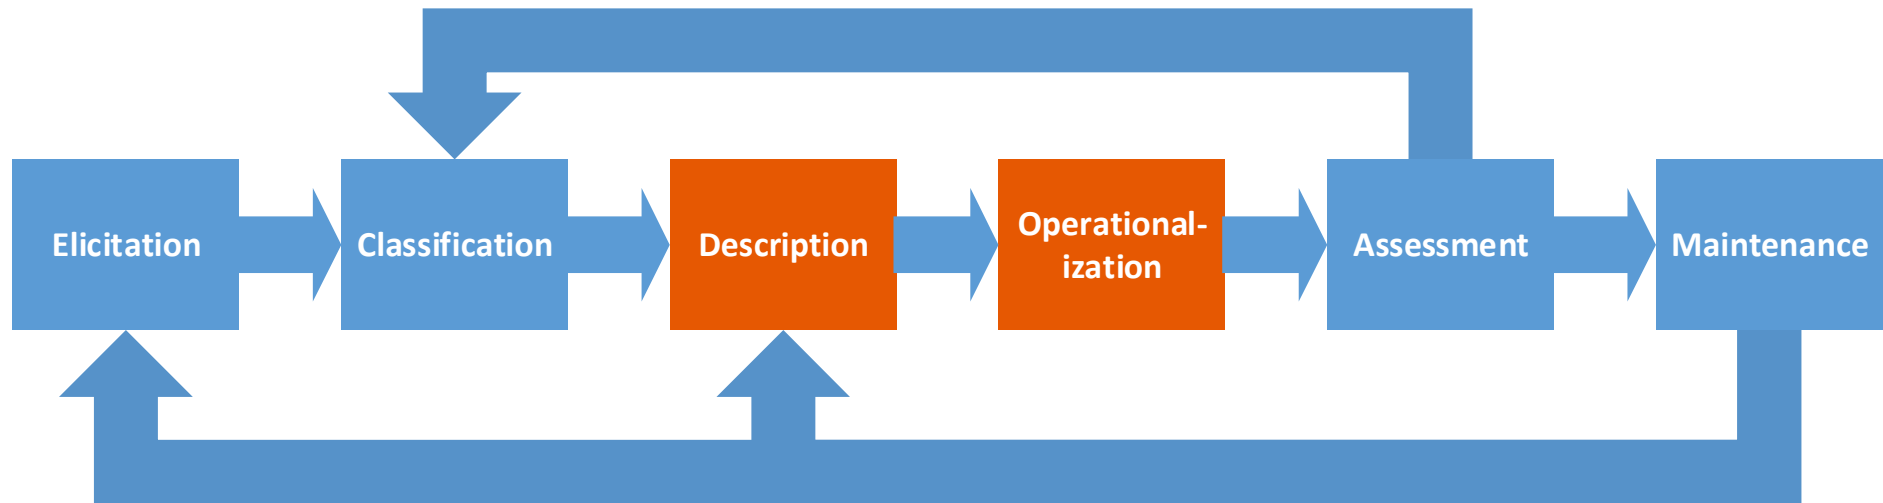 Elicitation
Classification
Description
Operational-
ization
Assessment
Maintenance